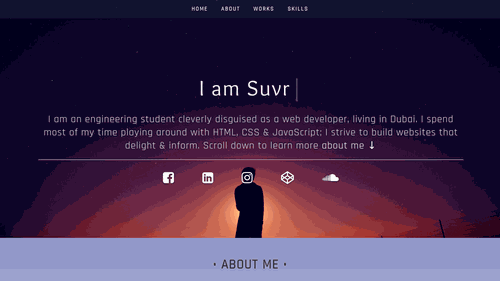 HOME ABOUT WORKS SKILLS
I am Suvr
I am an engineering student cleverly disguised as a web developer, living in Dubai. I spend
most of my time playing around with HTML, CSS & JavaScript; I strive to build websites that
delight & inform. Scroll down to learn more about me ↓
• ABOUT ME •